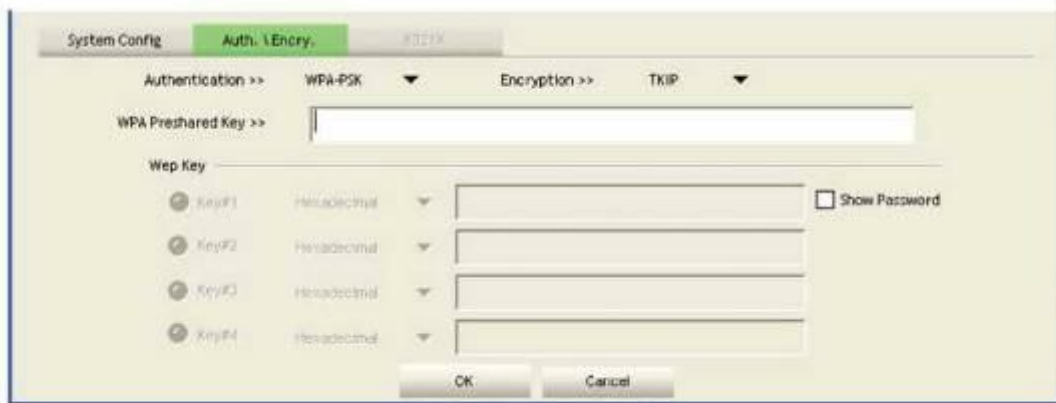 System Config Auth. \ Encry. 8021X
Authentication >> WPA-PSK Encryption >> TKIP
WPA Preshared Key >>
Wep Key
Key#1 Hexadecimal Show Password
Key#2 Hexadecimal
Key#3 Hexadecimal
Key#4 Hexadecimal
OK Cancel